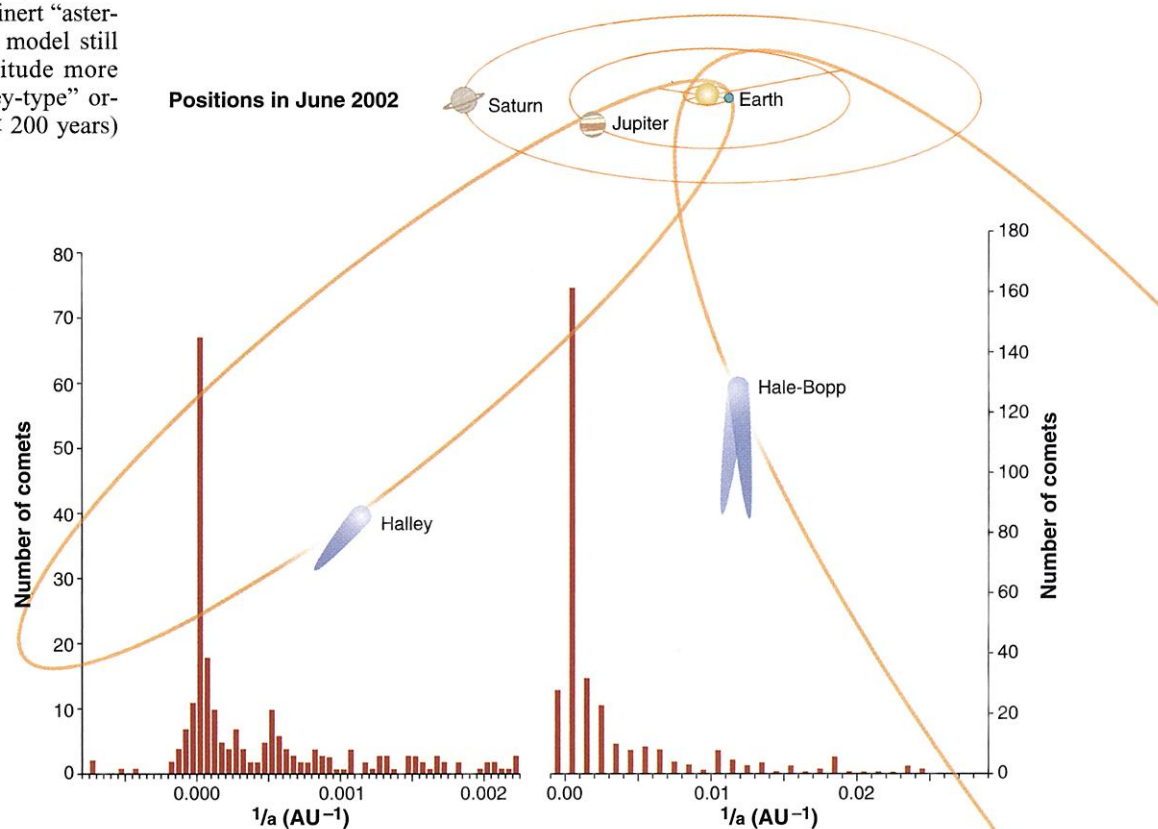 inert “aster-
model still
itude more
ey-type” or-
200 years)
Positions in June 2002
Saturn
Jupiter
Earth
Hale-Bopp
Halley
Number of comets
80
70
60
50
40
30
20
10
0
0.000
0.001
0.002
1/a (AU⁻¹)
180
160
140
120
100
80
60
40
20
0
Number of comets
0.00
0.01
0.02
1/a (AU⁻¹)